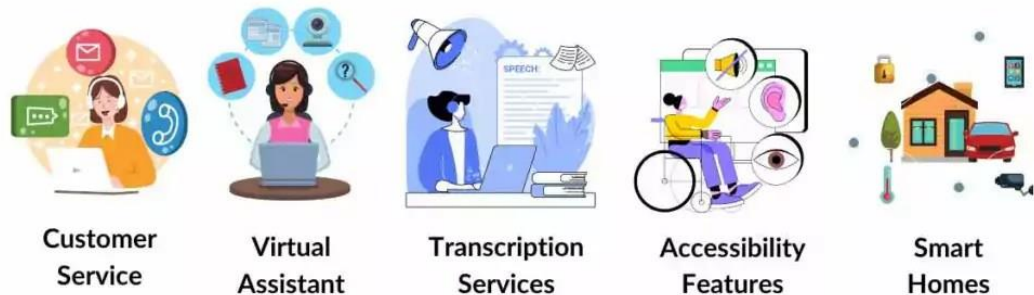 SPEECH:
Customer
Service
Virtual
Assistant
Transcription
Services
Accessibility
Features
Smart
Homes